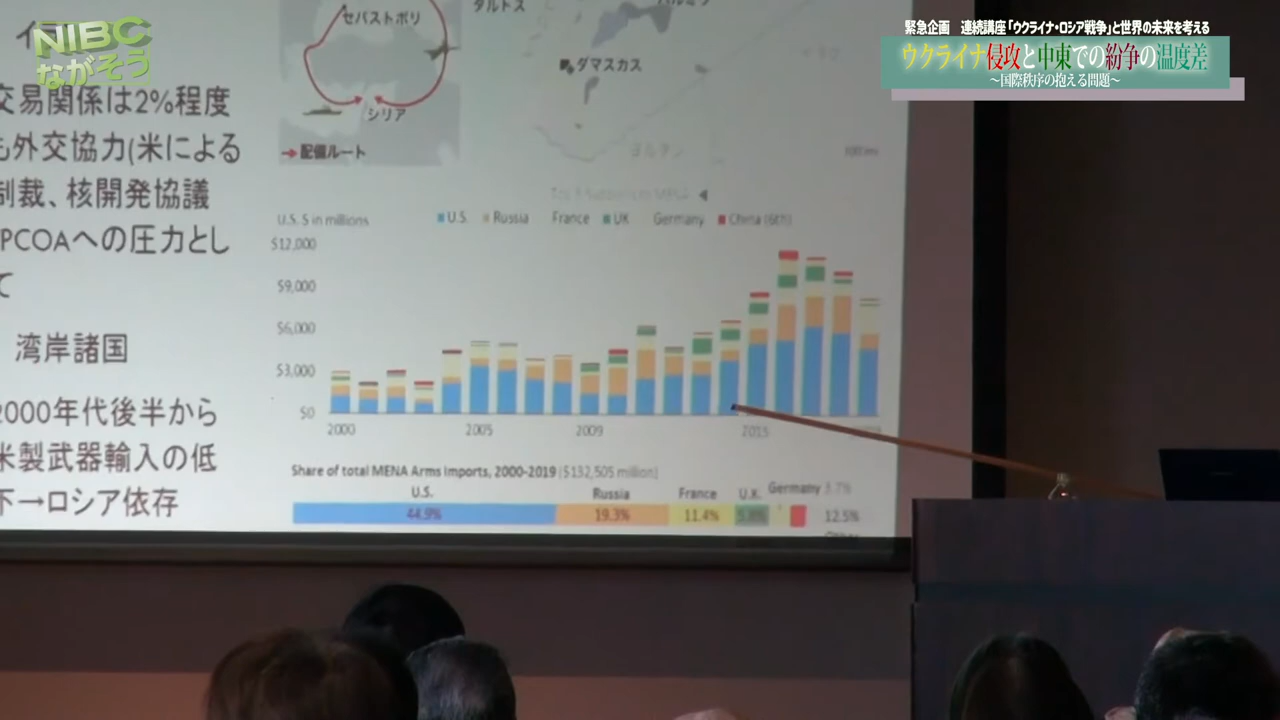 NIBC
ながそう
緊急企画 連続講座「ウクライナ・ロシア戦争」と世界の未来を考える
ウクライナ侵攻と中東での紛争の温度差
～国際秩序の抱える問題～
セバストポリ
タルトス
ダマスカス
シリア
ヨルダン
配備ルート
交易関係は2%程度
も外交協力(米による
制裁、核開発協議
PCOAへの圧力とし
て
湾岸諸国
2000年代後半から
米製武器輸入の低
下→ロシア依存
U.S. $ in millions
U.S. Russia France UK Germany China (6th)
$12,000
$9,000
$6,000
$3,000
$0
2000 2005 2009 2015
Share of total MENA Arms Imports, 2000-2019 ($132,505 million)
U.S. Russia France U.K. Germany 3.7%
44.9% 19.3% 11.4% 12.5%